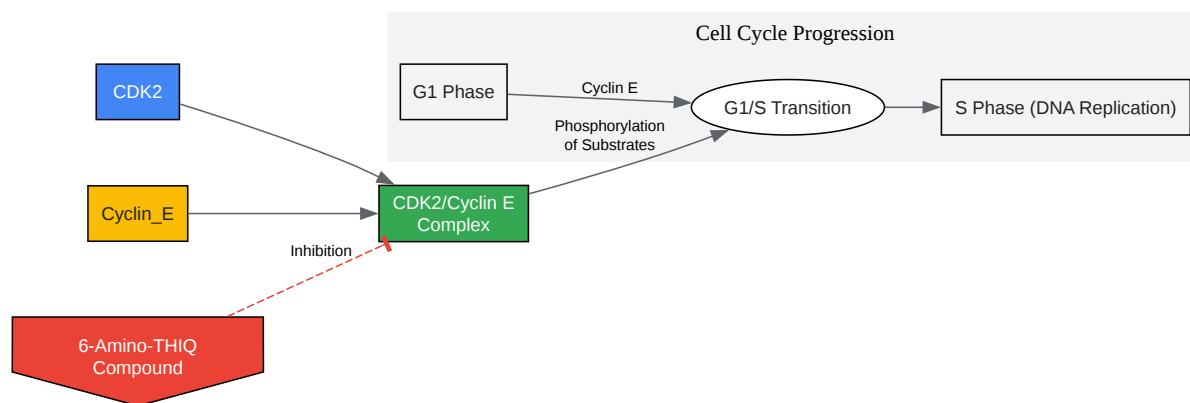 Cell Cycle Progression
CDK2
G1 Phase
Cyclin E
G1/S Transition
S Phase (DNA Replication)
Phosphorylation
of Substrates
Cyclin_E
CDK2/Cyclin E
Complex
Inhibition
6-Amino-THIQ
Compound